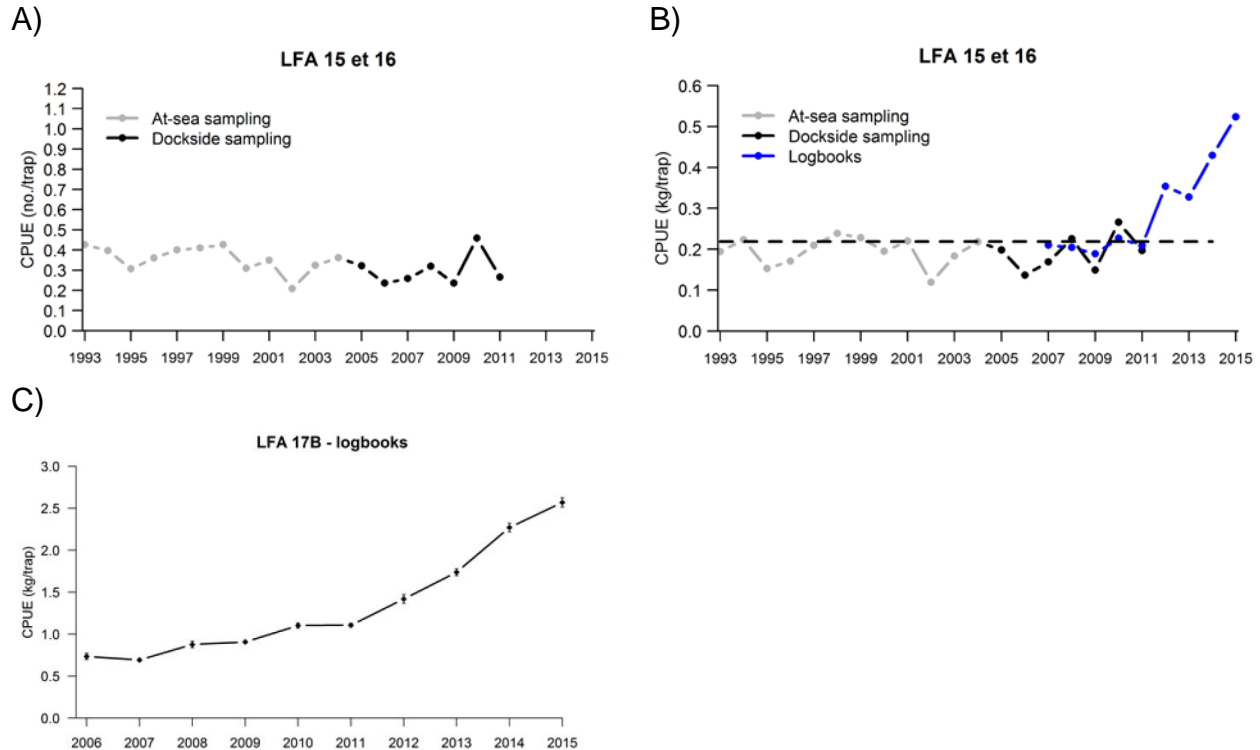 A)
LFA 15 et 16
CPUE (no./trap)
1.2
1.1
1.0
0.9
0.8
0.7
0.6
0.5
0.4
0.3
0.2
0.1
0.0
At-sea sampling
Dockside sampling
1993 1995 1997 1999 2001 2003 2005 2007 2009 2011 2013 2015
B)
LFA 15 et 16
CPUE (kg/trap)
0.6
0.5
0.4
0.3
0.2
0.1
0.0
At-sea sampling
Dockside sampling
Logbooks
1993 1995 1997 1999 2001 2003 2005 2007 2009 2011 2013 2015
C)
LFA 17B - logbooks
CPUE (kg/trap)
3.0
2.5
2.0
1.5
1.0
0.5
0.0
2006 2007 2008 2009 2010 2011 2012 2013 2014 2015